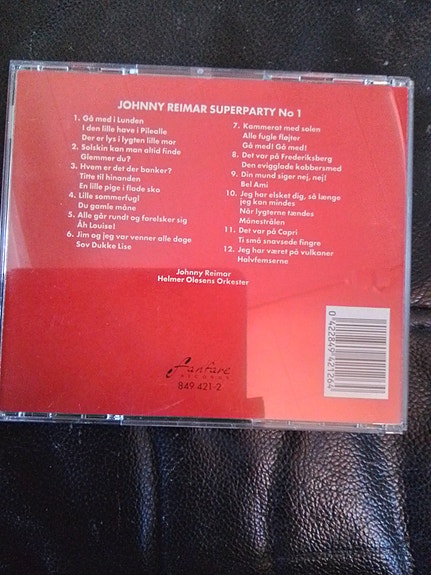 JOHNNY REIMAR SUPERPARTY No 1
1. Gå med i Lunden
I den lille have i Pilealle
Der er lys i lygten lille mor
2. Solskin kan man altid finde
Glemmer du?
3. Hvem er det der banker?
Titte til hinanden
En lille pige i flade sko
4. Lille sommerfugl
Du gamle måne
5. Alle går rundt og forelsker sig
Åh Louise!
6. Jim og jeg var venner alle dage
Sov Dukke Lise
7. Kammerat med solen
Alle fugle fløjter
Gå med! Gå med!
8. Det var på Frederiksberg
Den evigglade kobbersmed
9. Din mund siger nej, nej!
Bel Ami
10. Jeg har elsket dig, så længe
jeg kan mindes
Når lygterne tændes
Månestrålen
11. Det var på Capri
Ti små snavsede fingre
12. Jeg har været på vulkaner
Halvfemserne
Johnny Reimar
Helmer Olesens Orkester
fanfare
RECORDS
849 421-2
0 422849 421264